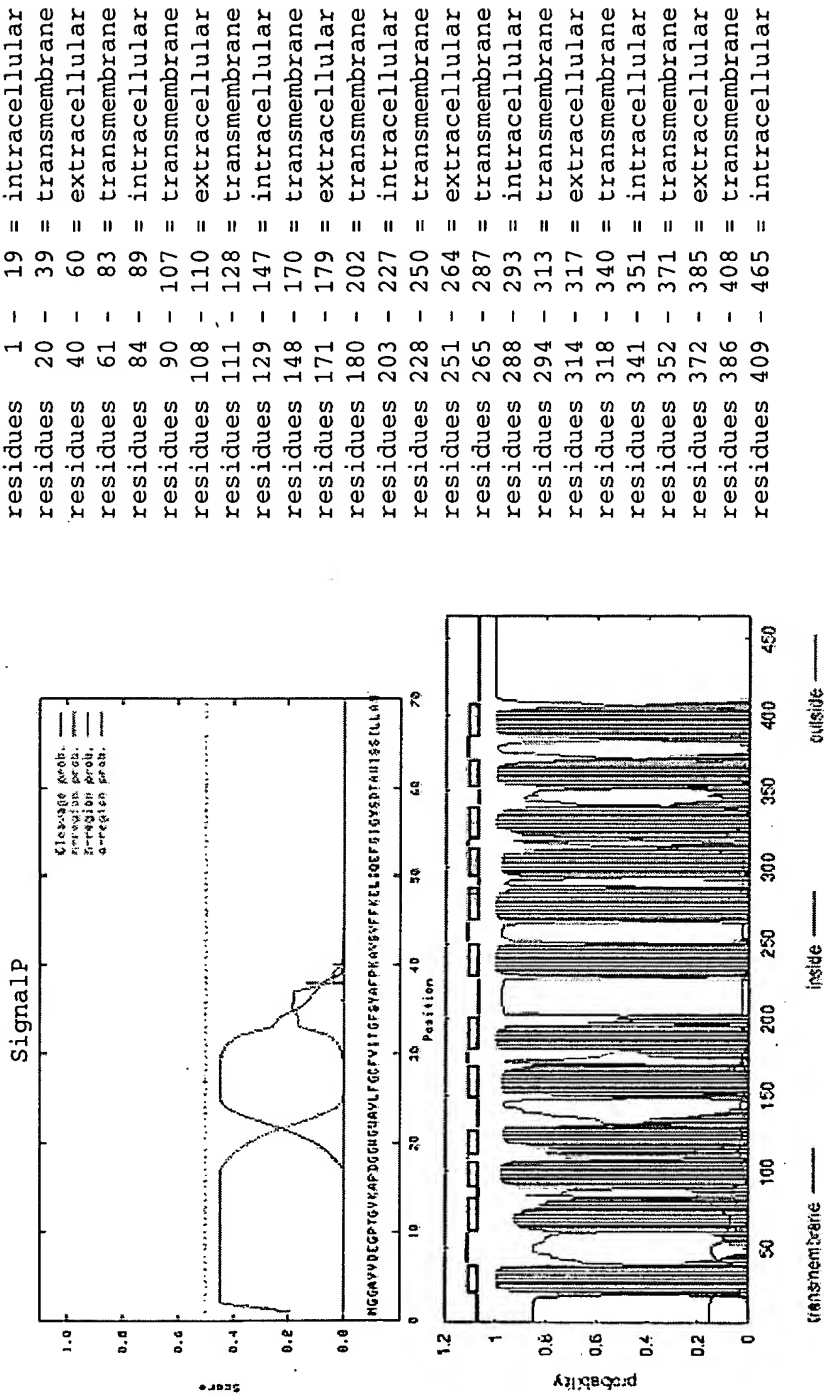 SignalP
Score
1.0
0.8
0.6
0.4
0.2
0.0
Cleavage prob.
n-region prob.
h-region prob.
c-region prob.
0 10 20 30 40 50 60 70
Position
1.2
1
0.8
0.6
0.4
0.2
0
probability
50 100 150 200 250 300 350 400 450
transmembrane
inside
outside
residues 1 - 19 = intracellular
residues 20 - 39 = transmembrane
residues 40 - 60 = extracellular
residues 61 - 83 = transmembrane
residues 84 - 89 = intracellular
residues 90 - 107 = transmembrane
residues 108 - 110 = extracellular
residues 111 - 128 = transmembrane
residues 129 - 147 = intracellular
residues 148 - 170 = transmembrane
residues 171 - 179 = extracellular
residues 180 - 202 = transmembrane
residues 203 - 227 = intracellular
residues 228 - 250 = transmembrane
residues 251 - 264 = extracellular
residues 265 - 287 = transmembrane
residues 288 - 293 = intracellular
residues 294 - 313 = transmembrane
residues 314 - 317 = extracellular
residues 318 - 340 = transmembrane
residues 341 - 351 = intracellular
residues 352 - 371 = transmembrane
residues 372 - 385 = extracellular
residues 386 - 408 = transmembrane
residues 409 - 465 = intracellular